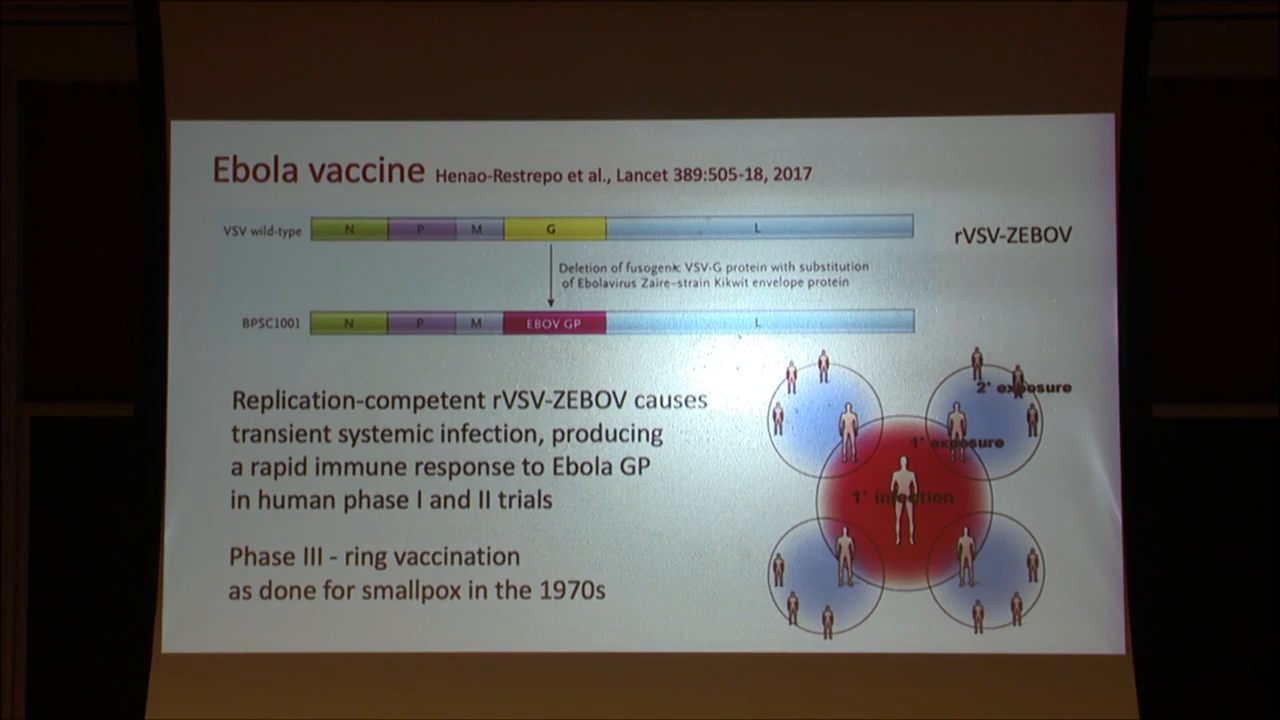 Ebola vaccine Henao-Restrepo et al., Lancet 389:505-18, 2017
VSV wild-type N P M G L
rVSV-ZEBOV
Deletion of fusogenic VSV-G protein with substitution
of Ebolavirus Zaire-strain Kikwit envelope protein
BPSC1001 N P M EBOV GP L
Replication-competent rVSV-ZEBOV causes
transient systemic infection, producing
a rapid immune response to Ebola GP
in human phase I and II trials
Phase III - ring vaccination
as done for smallpox in the 1970s
2° exposure
1° exposure
1° infection